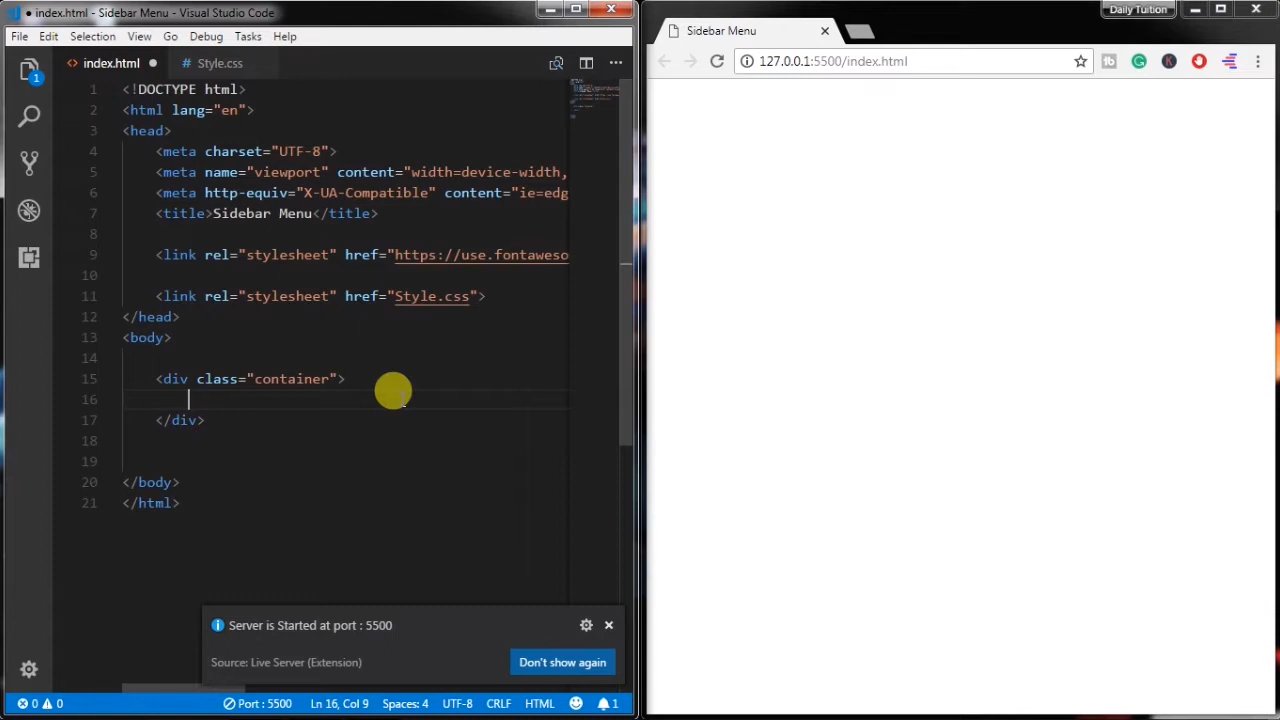 ● index.html - Sidebar Menu - Visual Studio Code
File Edit Selection View Go Debug Tasks Help
<> index.html ●
Style.css
1
1 <!DOCTYPE html>
2 <html lang="en">
3 <head>
4 <meta charset="UTF-8">
5 <meta name="viewport" content="width=device-width,
6 <meta http-equiv="X-UA-Compatible" content="ie=edg
7 <title>Sidebar Menu</title>
8
9 <link rel="stylesheet" href="https://use.fontaweso
10
11 <link rel="stylesheet" href="Style.css">
12 </head>
13 <body>
14
15 <div class="container">
16
17 </div>
18
19
20 </body>
21 </html>
Server is Started at port : 5500
Source: Live Server (Extension)
Don't show again
0 0 Port : 5500 Ln 16, Col 9 Spaces: 4 UTF-8 CRLF HTML 1
Daily Tuition
Sidebar Menu
127.0.0.1:5500/index.html